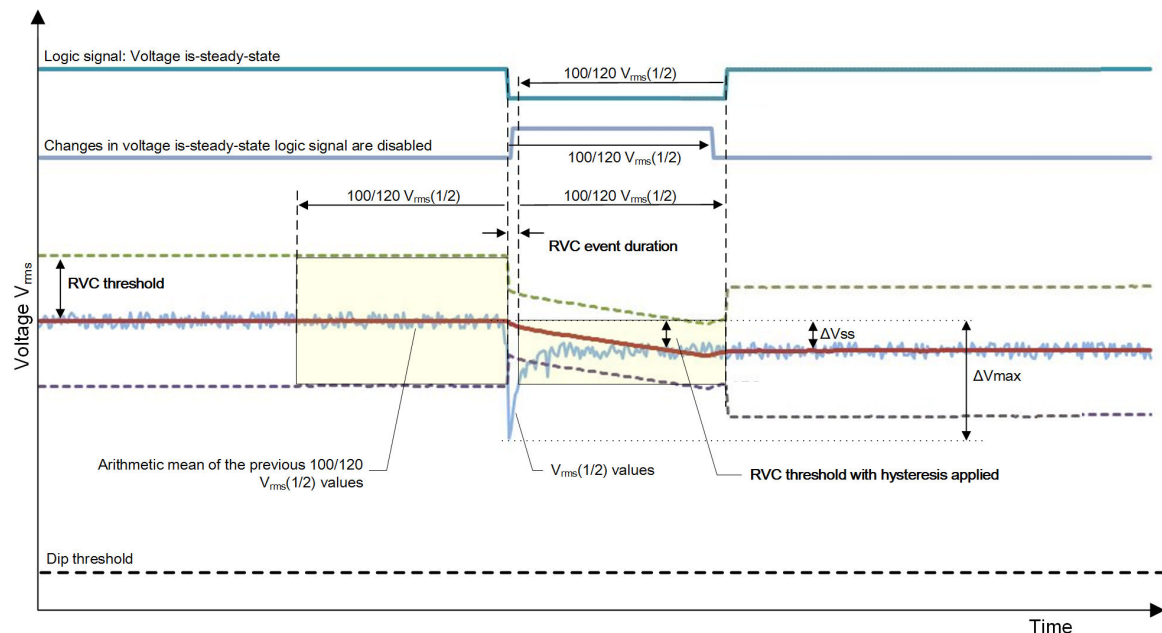 Logic signal: Voltage is-steady-state
100/120 Vrms(1/2)
Changes in voltage is-steady-state logic signal are disabled
100/120 Vrms(1/2)
100/120 Vrms(1/2)
100/120 Vrms(1/2)
RVC event duration
RVC threshold
Voltage Vrms
ΔVss
ΔVmax
Arithmetic mean of the previous 100/120
Vrms(1/2) values
Vrms(1/2) values
RVC threshold with hysteresis applied
Dip threshold
Time